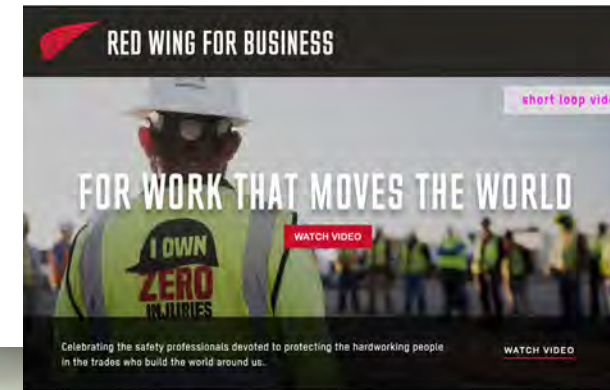 RED WING FOR BUSINESS
short loop
FOR WORK THAT MOVES THE WORLD
WATCH VIDEO
I OWN
ZERO
INJURIES
Celebrating the safety professionals devoted to protecting the hardworking people
in the trades who build the world around us.
WATCH VIDEO